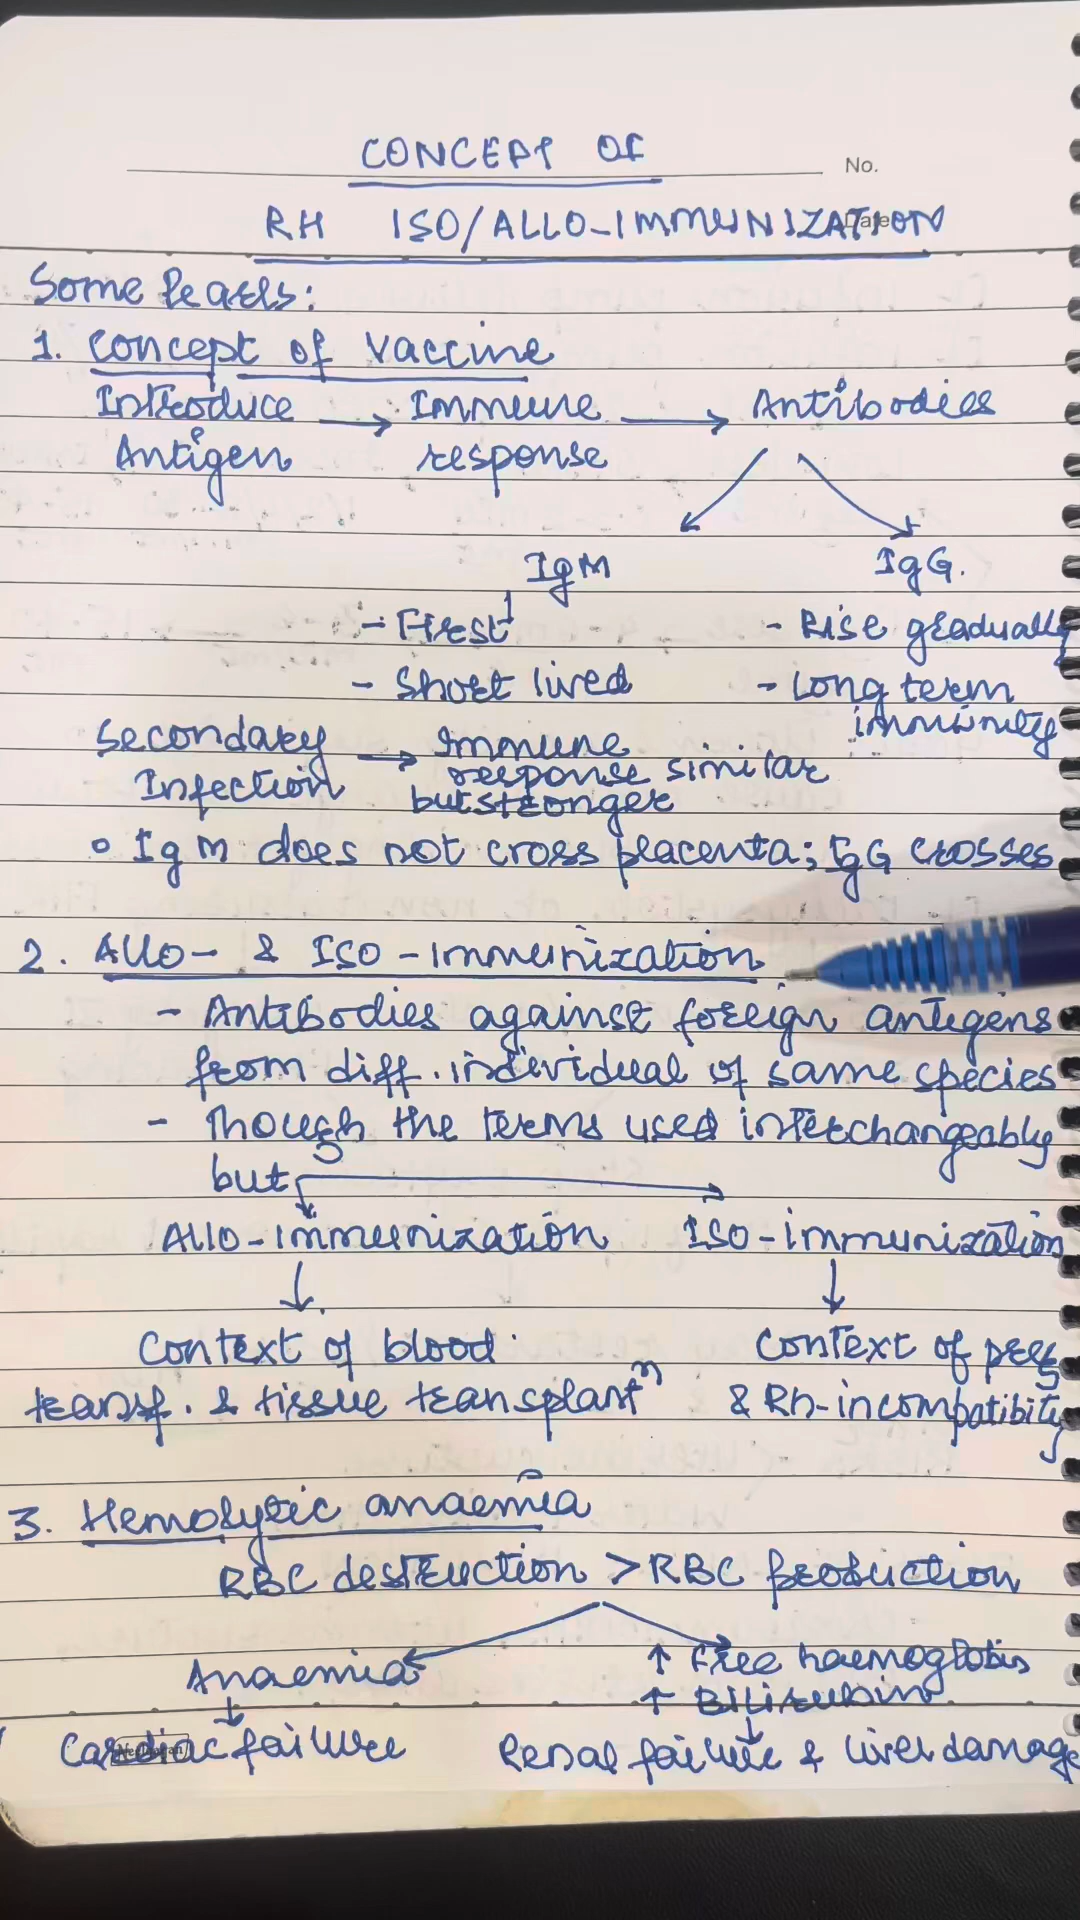 CONCEPT OF
No.
RH ISO/ALLO-IMMUNIZATION
Some facts:
1. Concept of vaccine
Introduce → Immune → Antibodies
Antigen response
IgM IgG.
- First - Rise gradually
- Short lived - Long term
immunity
Secondary → Immune
Infection response similar
but stronger
• IgM does not cross placenta; IgG crosses
2. Allo- & ISO-Immunization
- Antibodies against foreign antigens
from diff. individual of same species
- Though the terms used interchangeably
but
Allo-immunization ISO-immunization
Context of blood Context of preg
transf. & tissue transplantⁿ & Rh-incompatibity
3. Hemolytic anaemia
RBC destruction > RBC production
Anaemia ↑ Free haemoglobin
↑ Bilirubin
Cardiac failure Renal failure & liver damage